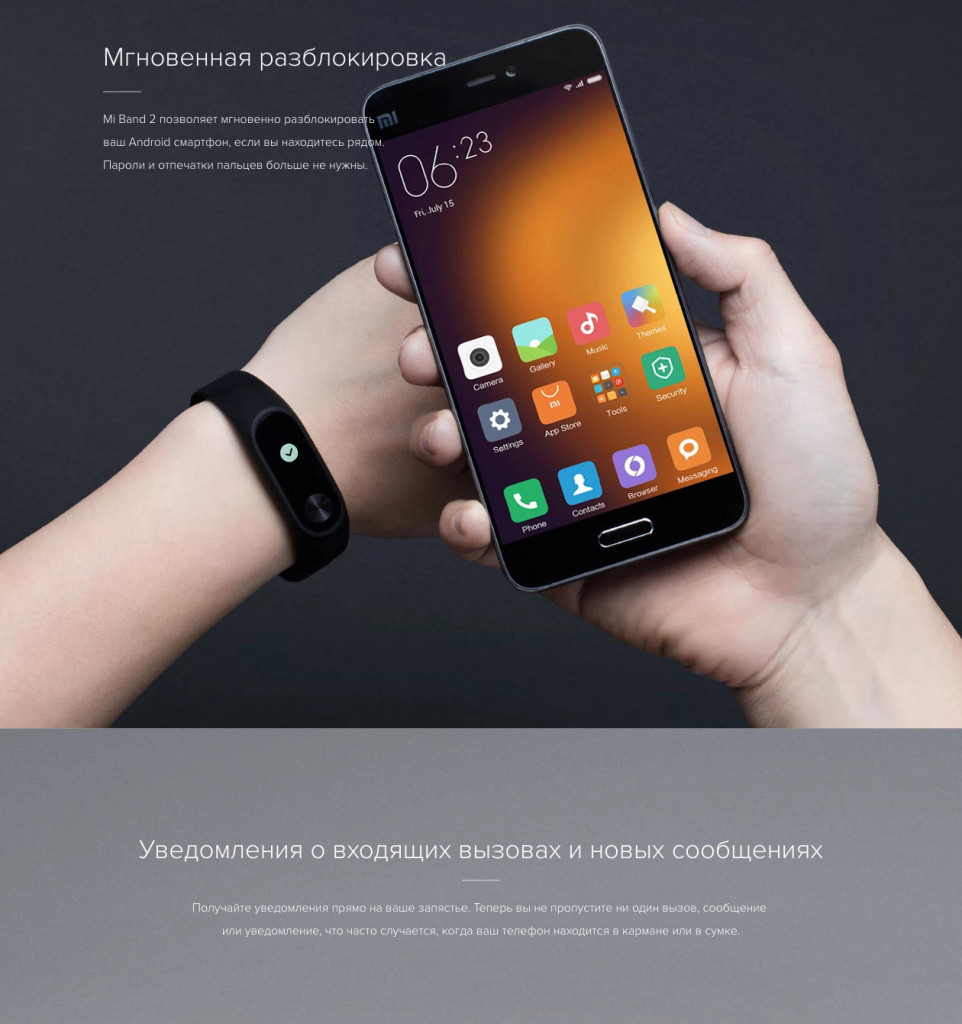 Мгновенная разблокировка
Mi Band 2 позволяет мгновенно разблокировать
ваш Android смартфон, если вы находитесь рядом.
Пароли и отпечатки пальцев больше не нужны.
mi
06:23
Fri, July 15
Camera
Gallery
Music
Themes
Settings
mi
App Store
Tools
Security
Phone
Contacts
Browser
Messaging
Уведомления о входящих вызовах и новых сообщениях
Получайте уведомления прямо на ваше запястье. Теперь вы не пропустите ни один вызов, сообщение
или уведомление, что часто случается, когда ваш телефон находится в кармане или в сумке.